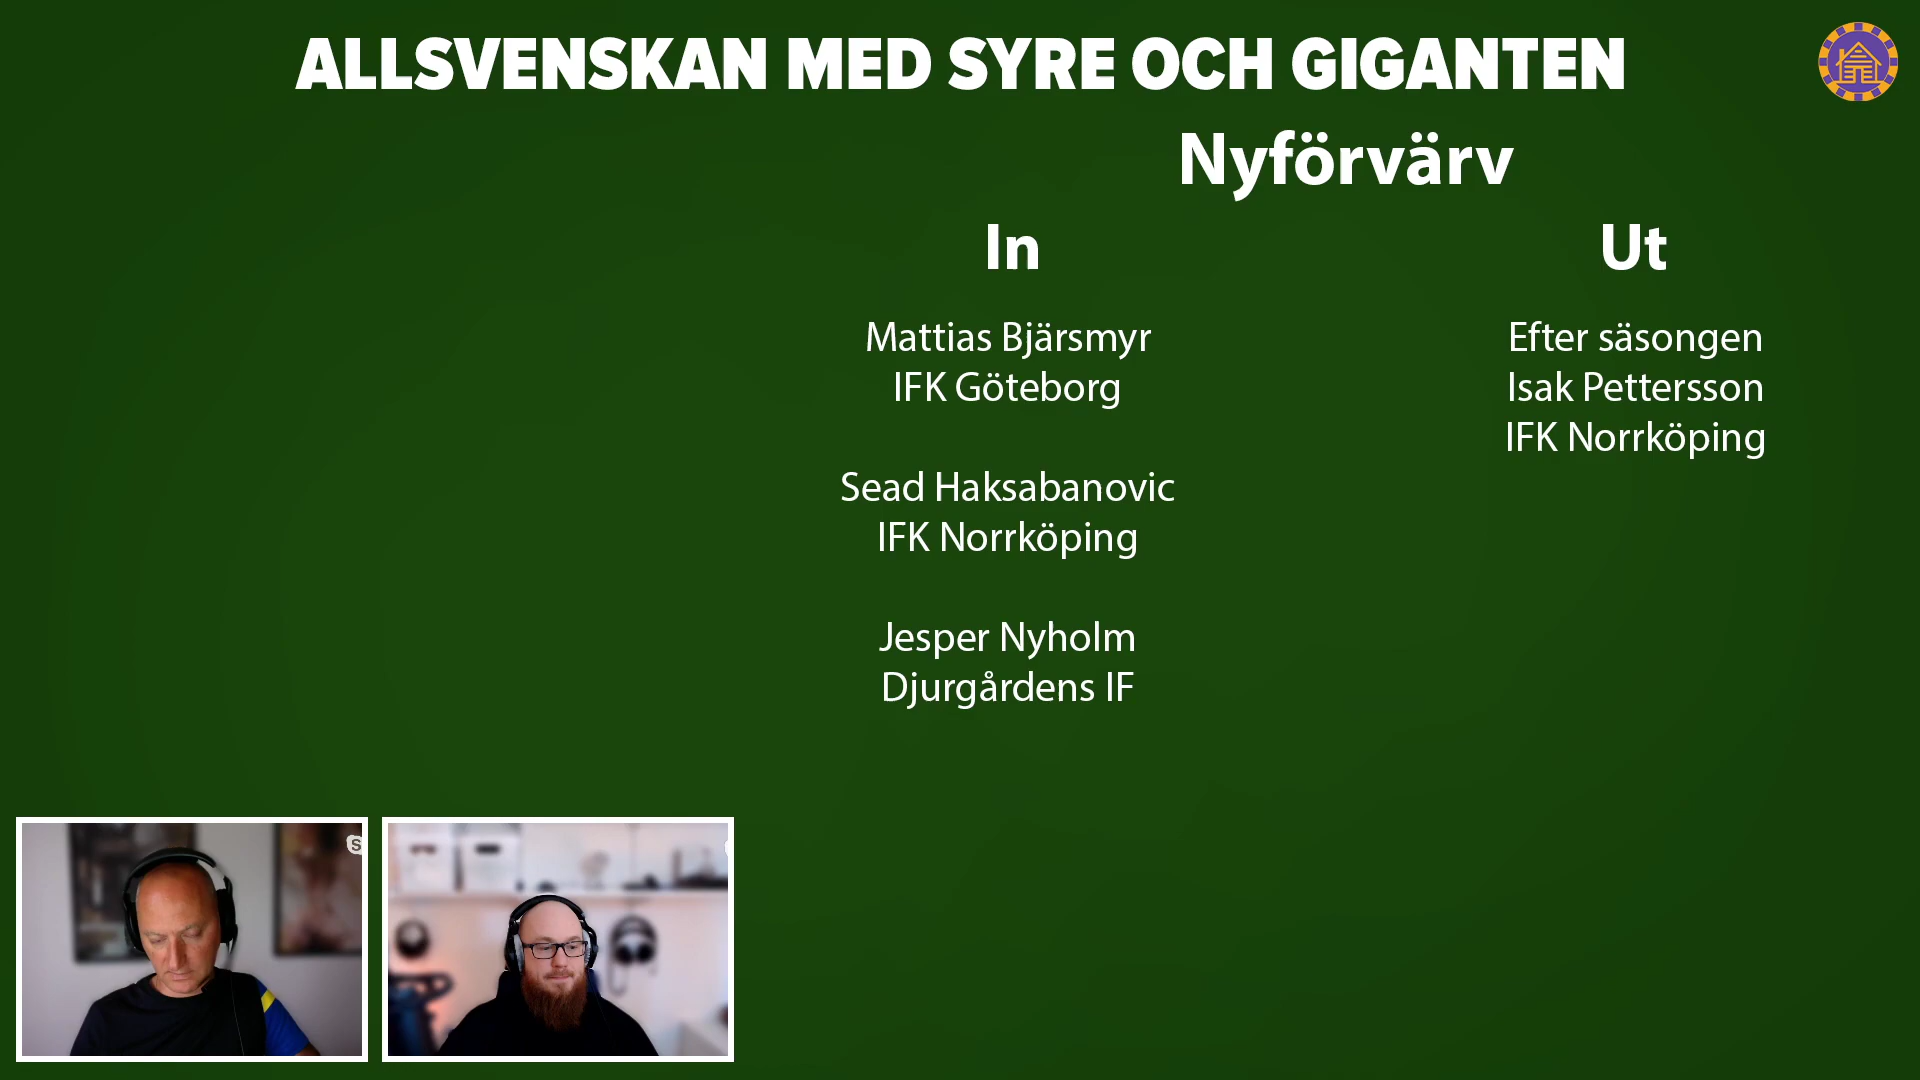 ALLSVENSKAN MED SYRE OCH GIGANTEN
Nyförvärv
In
Mattias Bjärsmyr
IFK Göteborg
Sead Haksabanovic
IFK Norrköping
Jesper Nyholm
Djurgårdens IF
Ut
Efter säsongen
Isak Pettersson
IFK Norrköping
S